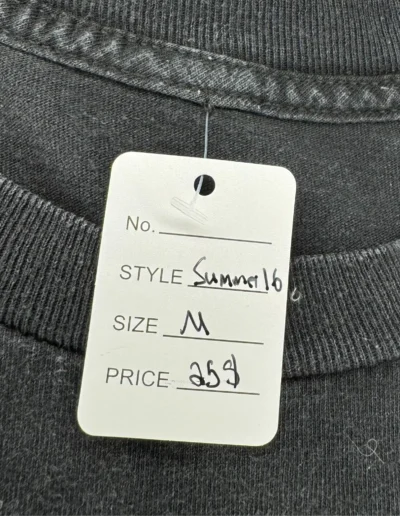 No.
STYLE Summer16
SIZE M
PRICE 25$